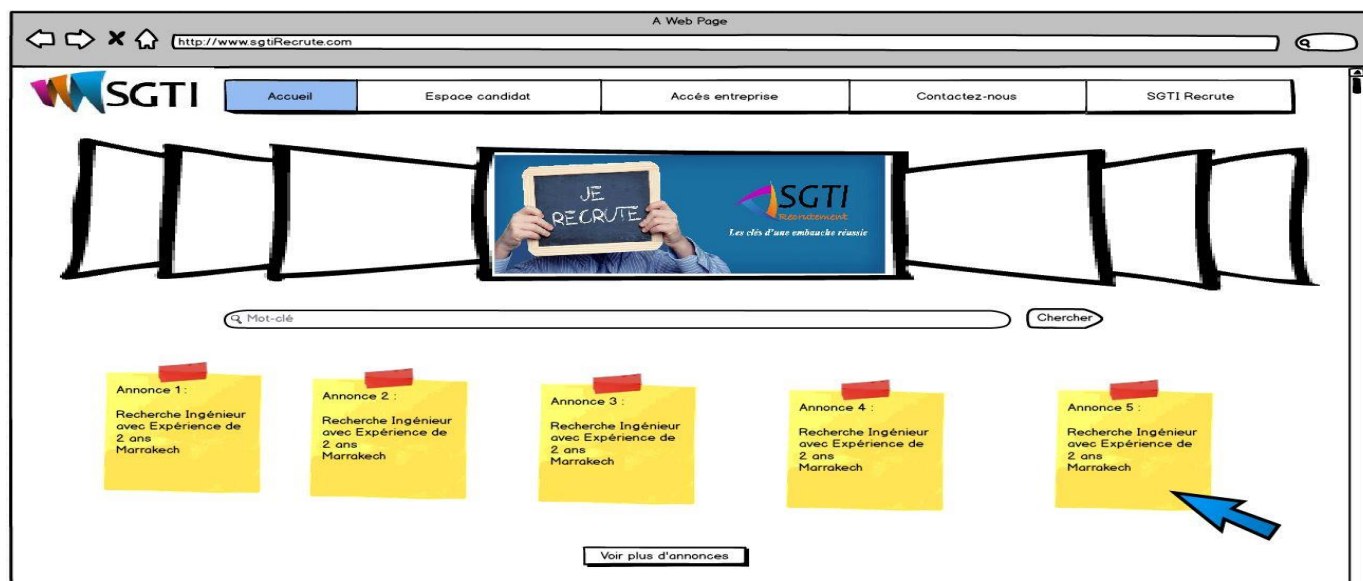 A Web Page
http://www.sgtiRecrute.com
SGTI
Accueil
Espace candidat
Accés entreprise
Contactez-nous
SGTI Recrute
JE
RECRUTE
SGTI
Recrutement
Les clés d'une embauche réussie
Mot-clé
Chercher
Annonce 1 :
Recherche Ingénieur
avec Expérience de
2 ans
Marrakech
Annonce 2 :
Recherche Ingénieur
avec Expérience de
2 ans
Marrakech
Annonce 3 :
Recherche Ingénieur
avec Expérience de
2 ans
Marrakech
Annonce 4 :
Recherche Ingénieur
avec Expérience de
2 ans
Marrakech
Annonce 5 :
Recherche Ingénieur
avec Expérience de
2 ans
Marrakech
Voir plus d'annonces